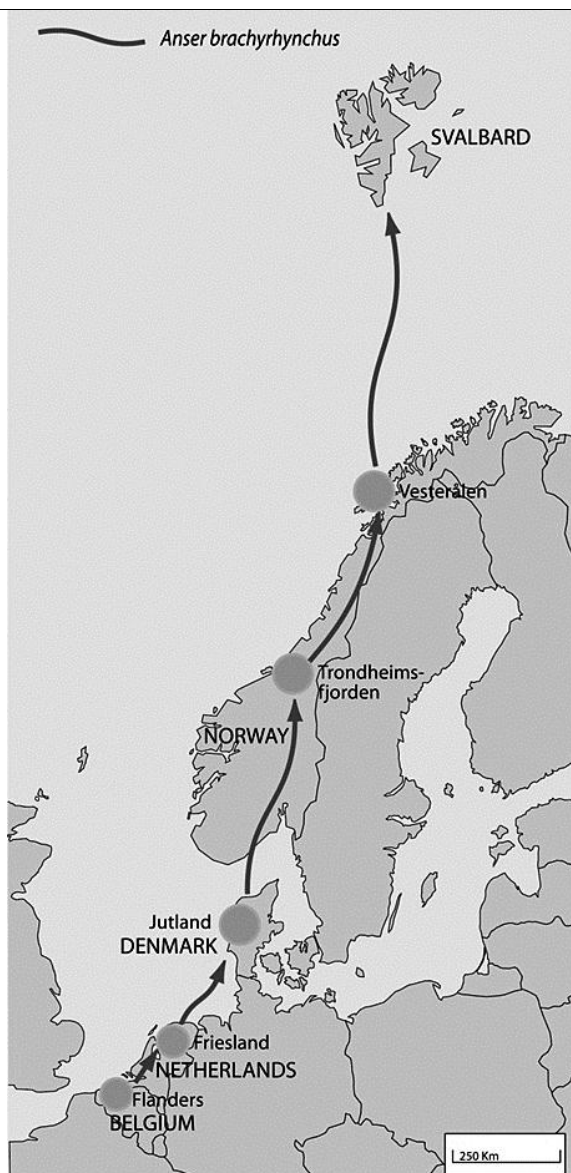 Anser brachyrhynchus
SVALBARD
Vesterålen
Trondheims-
fjorden
NORWAY
Jutland
DENMARK
Friesland
NETHERLANDS
Flanders
BELGIUM
250 Km